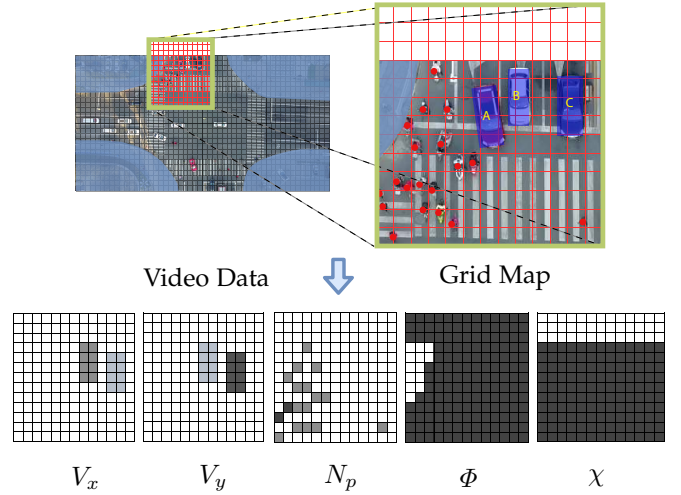 A
B
C
Video Data
Grid Map
V_x
V_y
N_p
Φ
χ